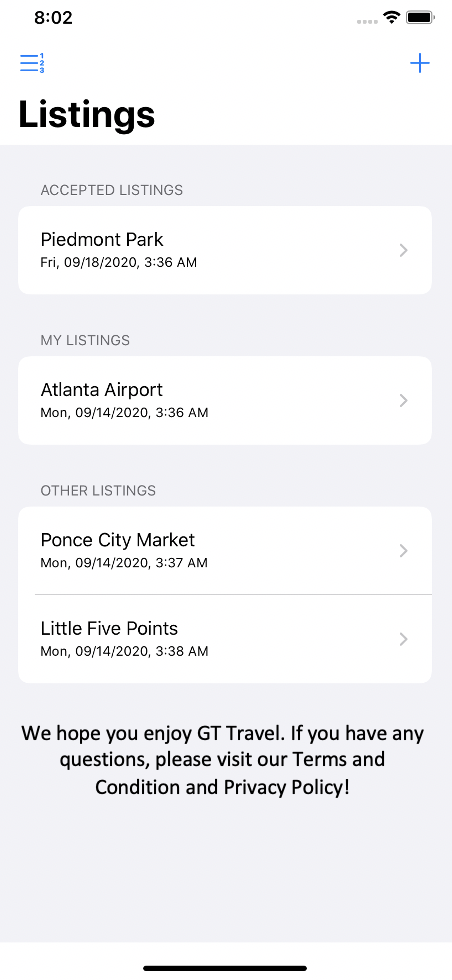 8:02
1
2
3
Listings
ACCEPTED LISTINGS
Piedmont Park
Fri, 09/18/2020, 3:36 AM
MY LISTINGS
Atlanta Airport
Mon, 09/14/2020, 3:36 AM
OTHER LISTINGS
Ponce City Market
Mon, 09/14/2020, 3:37 AM
Little Five Points
Mon, 09/14/2020, 3:38 AM
We hope you enjoy GT Travel. If you have any
questions, please visit our Terms and
Condition and Privacy Policy!